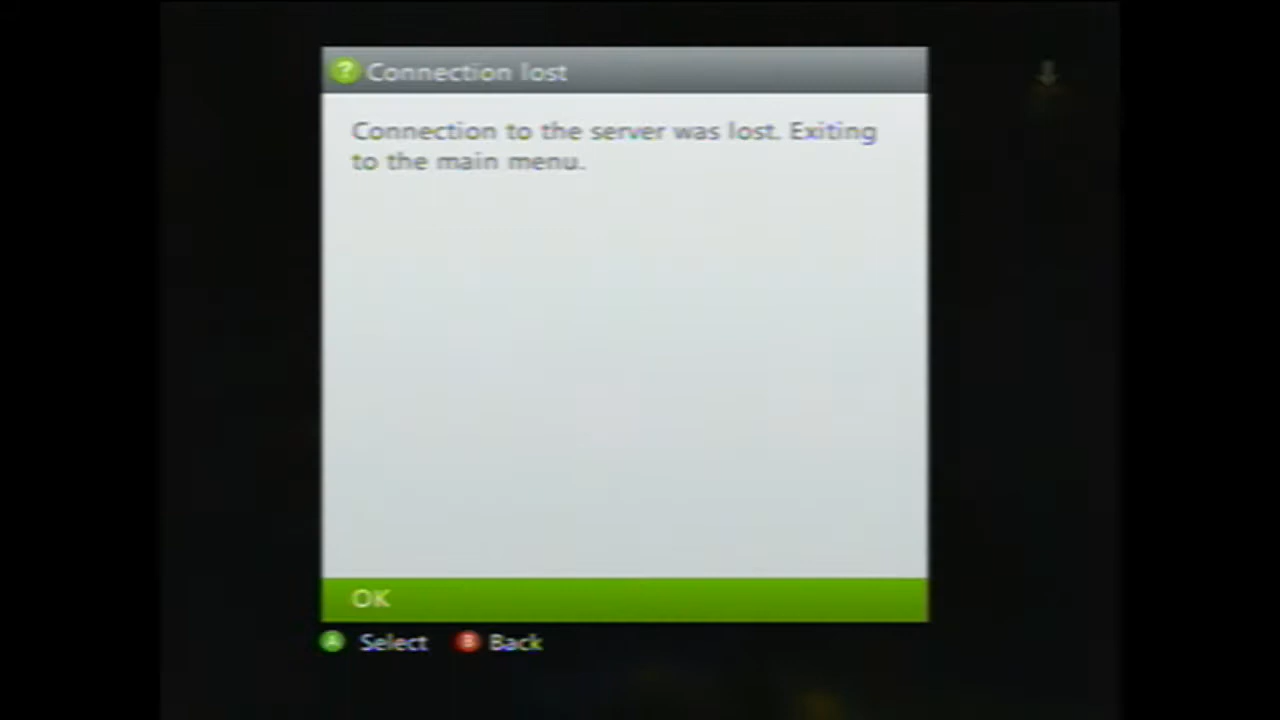 ? Connection lost
Connection to the server was lost. Exiting
to the main menu.
OK
A Select B Back